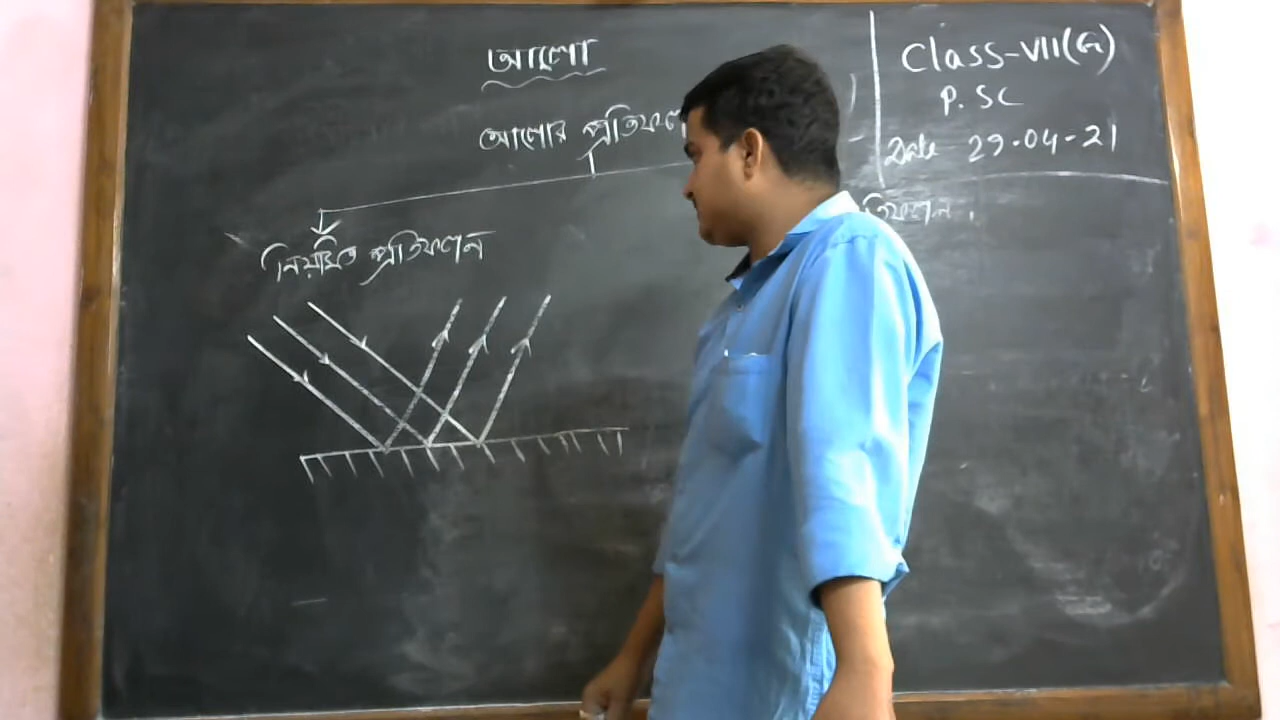 আলো
আলোর প্রতিফলন
নিয়মিত প্রতিফলন
Class-VII(G)
P. SC
Date 29-04-21